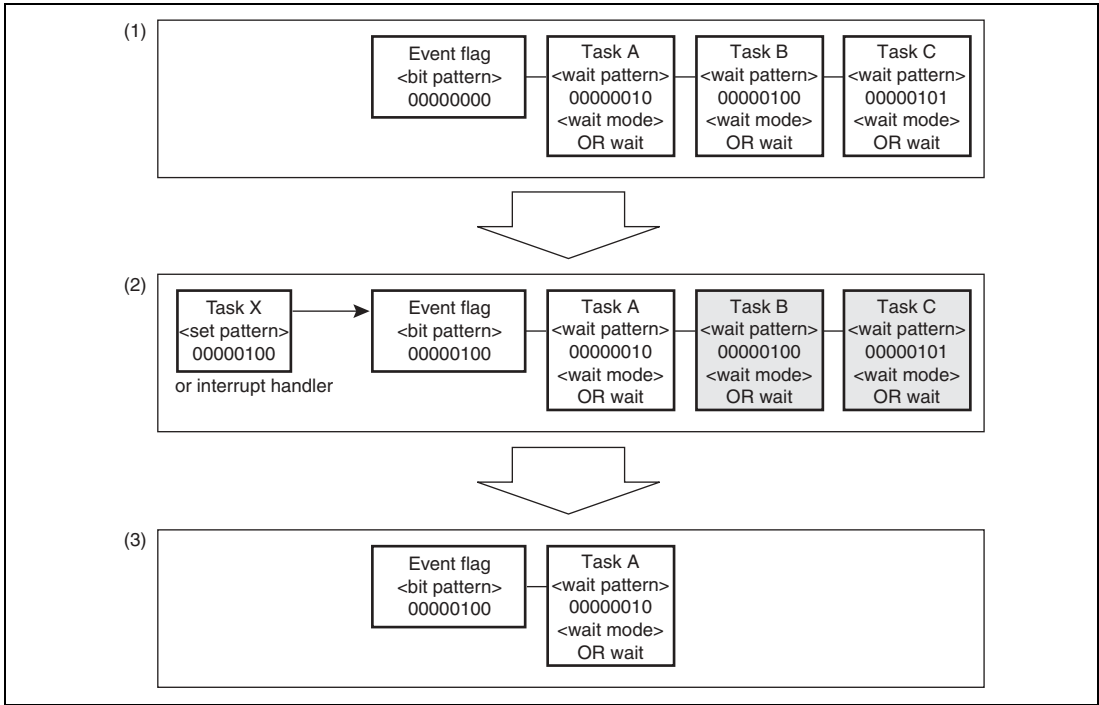 (1)
Event flag
<bit pattern>
00000000
Task A
<wait pattern>
00000010
<wait mode>
OR wait
Task B
<wait pattern>
00000100
<wait mode>
OR wait
Task C
<wait pattern>
00000101
<wait mode>
OR wait
(2)
Task X
<set pattern>
00000100
or interrupt handler
Event flag
<bit pattern>
00000100
Task A
<wait pattern>
00000010
<wait mode>
OR wait
Task B
<wait pattern>
00000100
<wait mode>
OR wait
Task C
<wait pattern>
00000101
<wait mode>
OR wait
(3)
Event flag
<bit pattern>
00000100
Task A
<wait pattern>
00000010
<wait mode>
OR wait